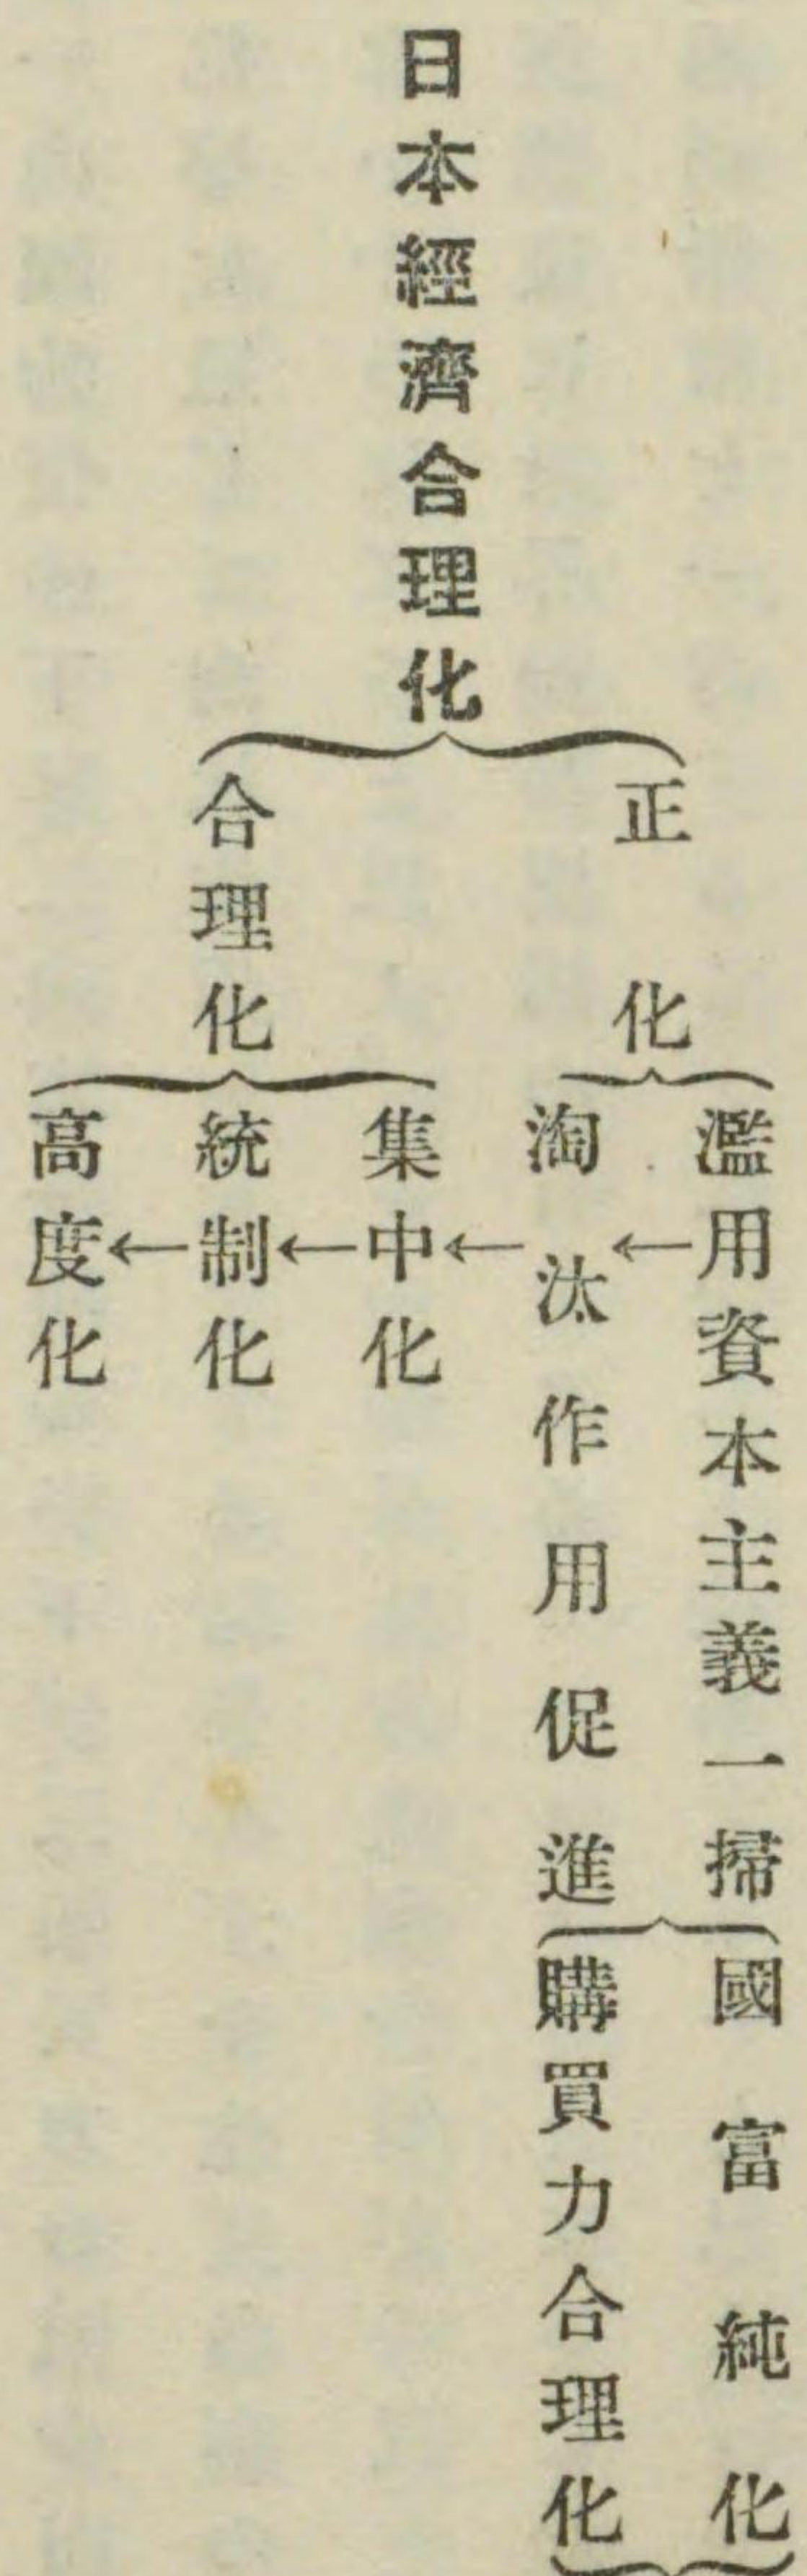 日本經濟合理化
正化
濫用資本主義一掃
淘汰作用促進
國富純化
購買力合理化
合理化
集中化
統制化
高度化